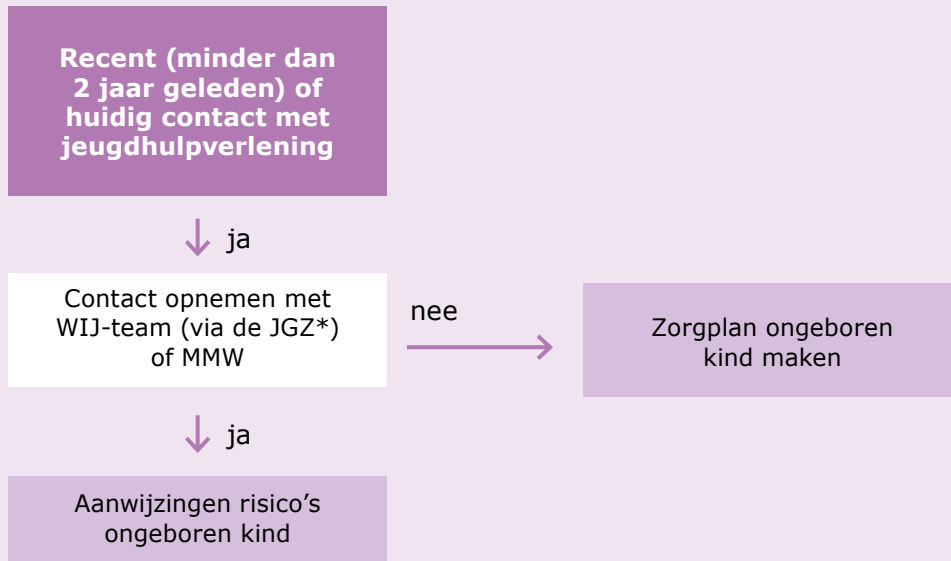 Recent (minder dan
2 jaar geleden) of
huidig contact met
jeugdhulpverlening
ja
Contact opnemen met
WIJ-team (via de JGZ*)
of MMW
nee
Zorgplan ongeboren
kind maken
ja
Aanwijzingen risico's
ongeboren kind